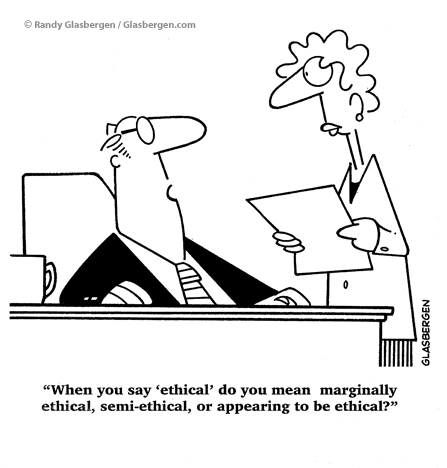 © Randy Glasbergen / Glasbergen.com
GLASBERGEN
“When you say ‘ethical’ do you mean marginally
ethical, semi-ethical, or appearing to be ethical?”